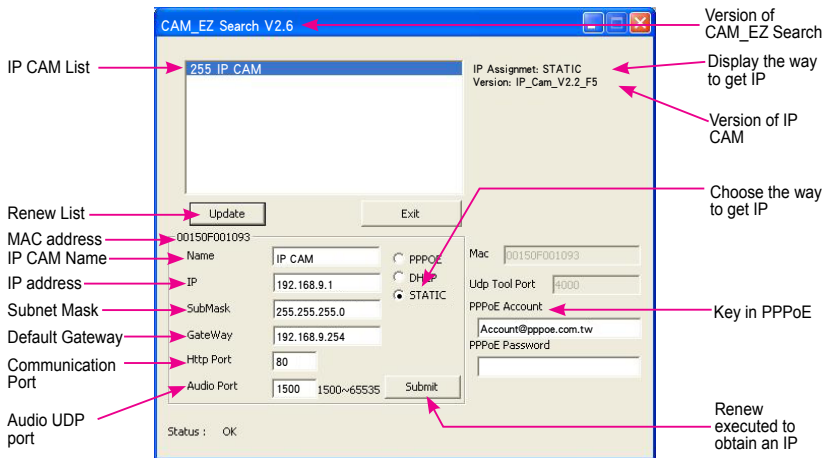 CAM_EZ Search V2.6
Version of
CAM_EZ Search
IP CAM List
255 IP CAM
IP Assignmet: STATIC
Version: IP_Cam_V2.2_F5
Display the way
to get IP
Version of IP
CAM
Choose the way
to get IP
Renew List
Update
Exit
MAC address
00150F001093
IP CAM Name
Name
IP CAM
PPPOE
Mac
00150F001093
IP address
IP
192.168.9.1
DHCP
Udp Tool Port
4000
Subnet Mask
SubMask
255.255.255.0
STATIC
PPPoE Account
Key in PPPoE
Default Gateway
GateWay
192.168.9.254
Account@pppoe.com.tw
PPPoE Password
Communication
Port
Http Port
80
Audio UDP
port
Audio Port
1500
1500~65535
Submit
Renew
executed to
obtain an IP
Status : OK